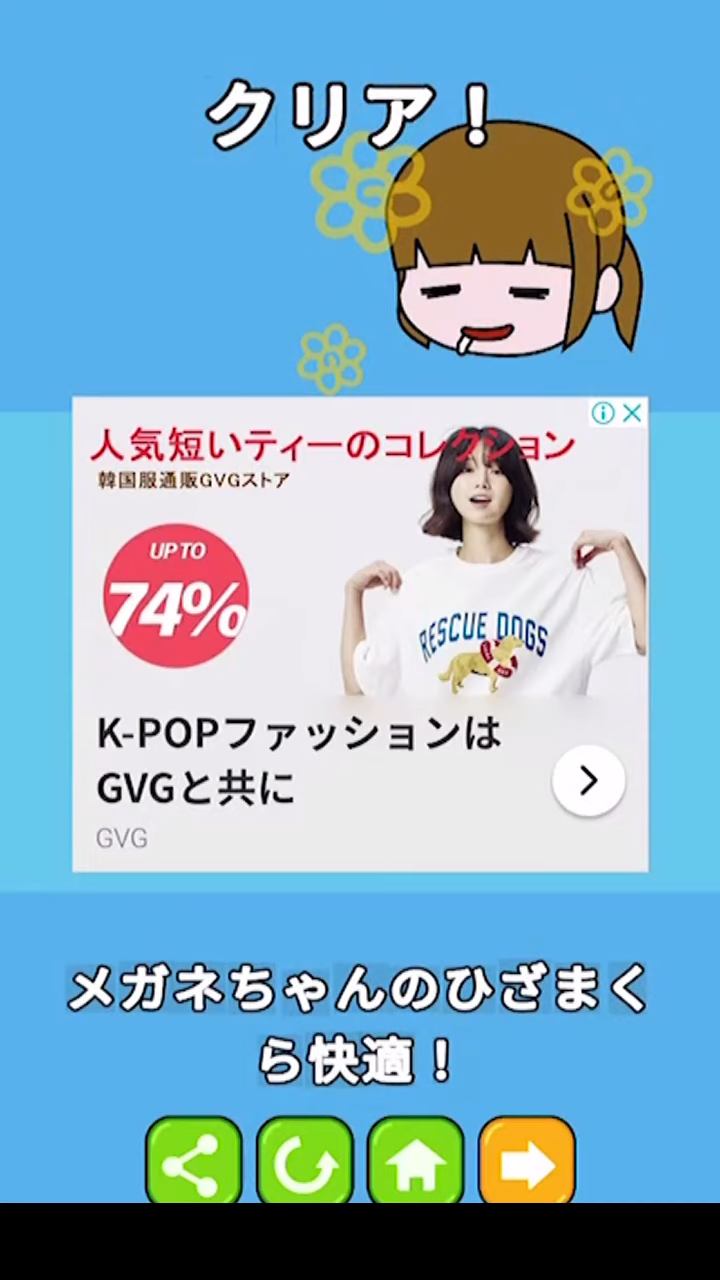 クリア！
人気短いティーのコレクション
韓国服通販GVGストア
UP TO
74%
RESCUE DOGS
K-POPファッションは
GVGと共に
GVG
メガネちゃんのひざまく
ら快適！